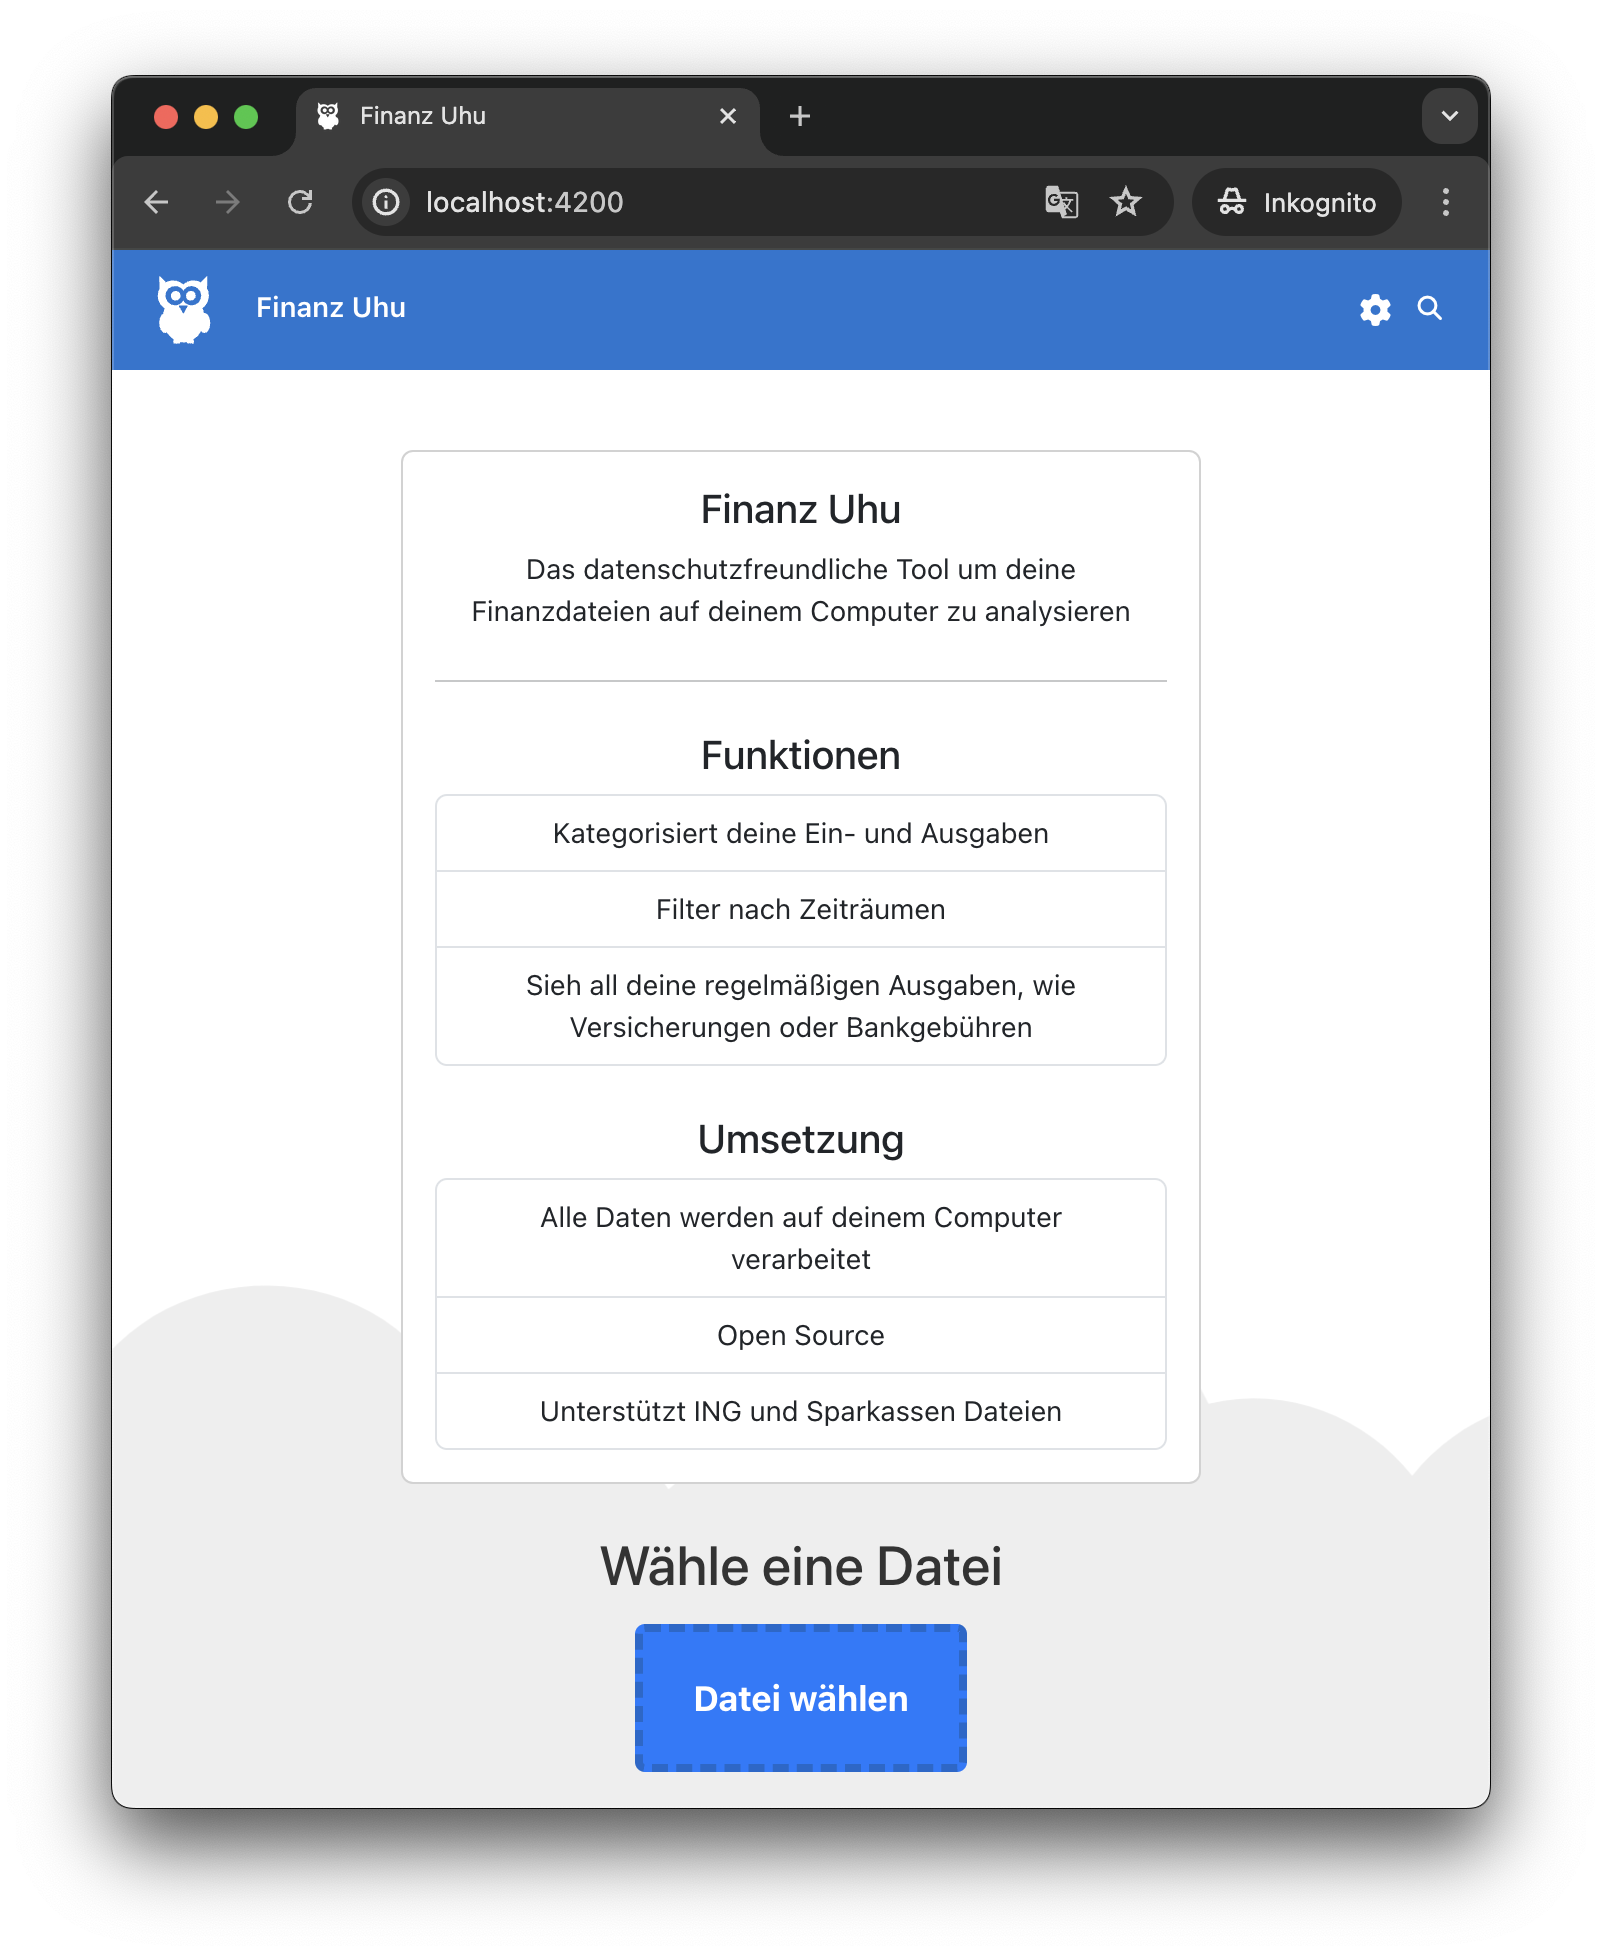 Finanz Uhu
localhost:4200
Inkognito
Finanz Uhu
Finanz Uhu
Das datenschutzfreundliche Tool um deine
Finanzdateien auf deinem Computer zu analysieren
Funktionen
Kategorisiert deine Ein- und Ausgaben
Filter nach Zeiträumen
Sieh all deine regelmäßigen Ausgaben, wie
Versicherungen oder Bankgebühren
Umsetzung
Alle Daten werden auf deinem Computer
verarbeitet
Open Source
Unterstützt ING und Sparkassen Dateien
Wähle eine Datei
Datei wählen